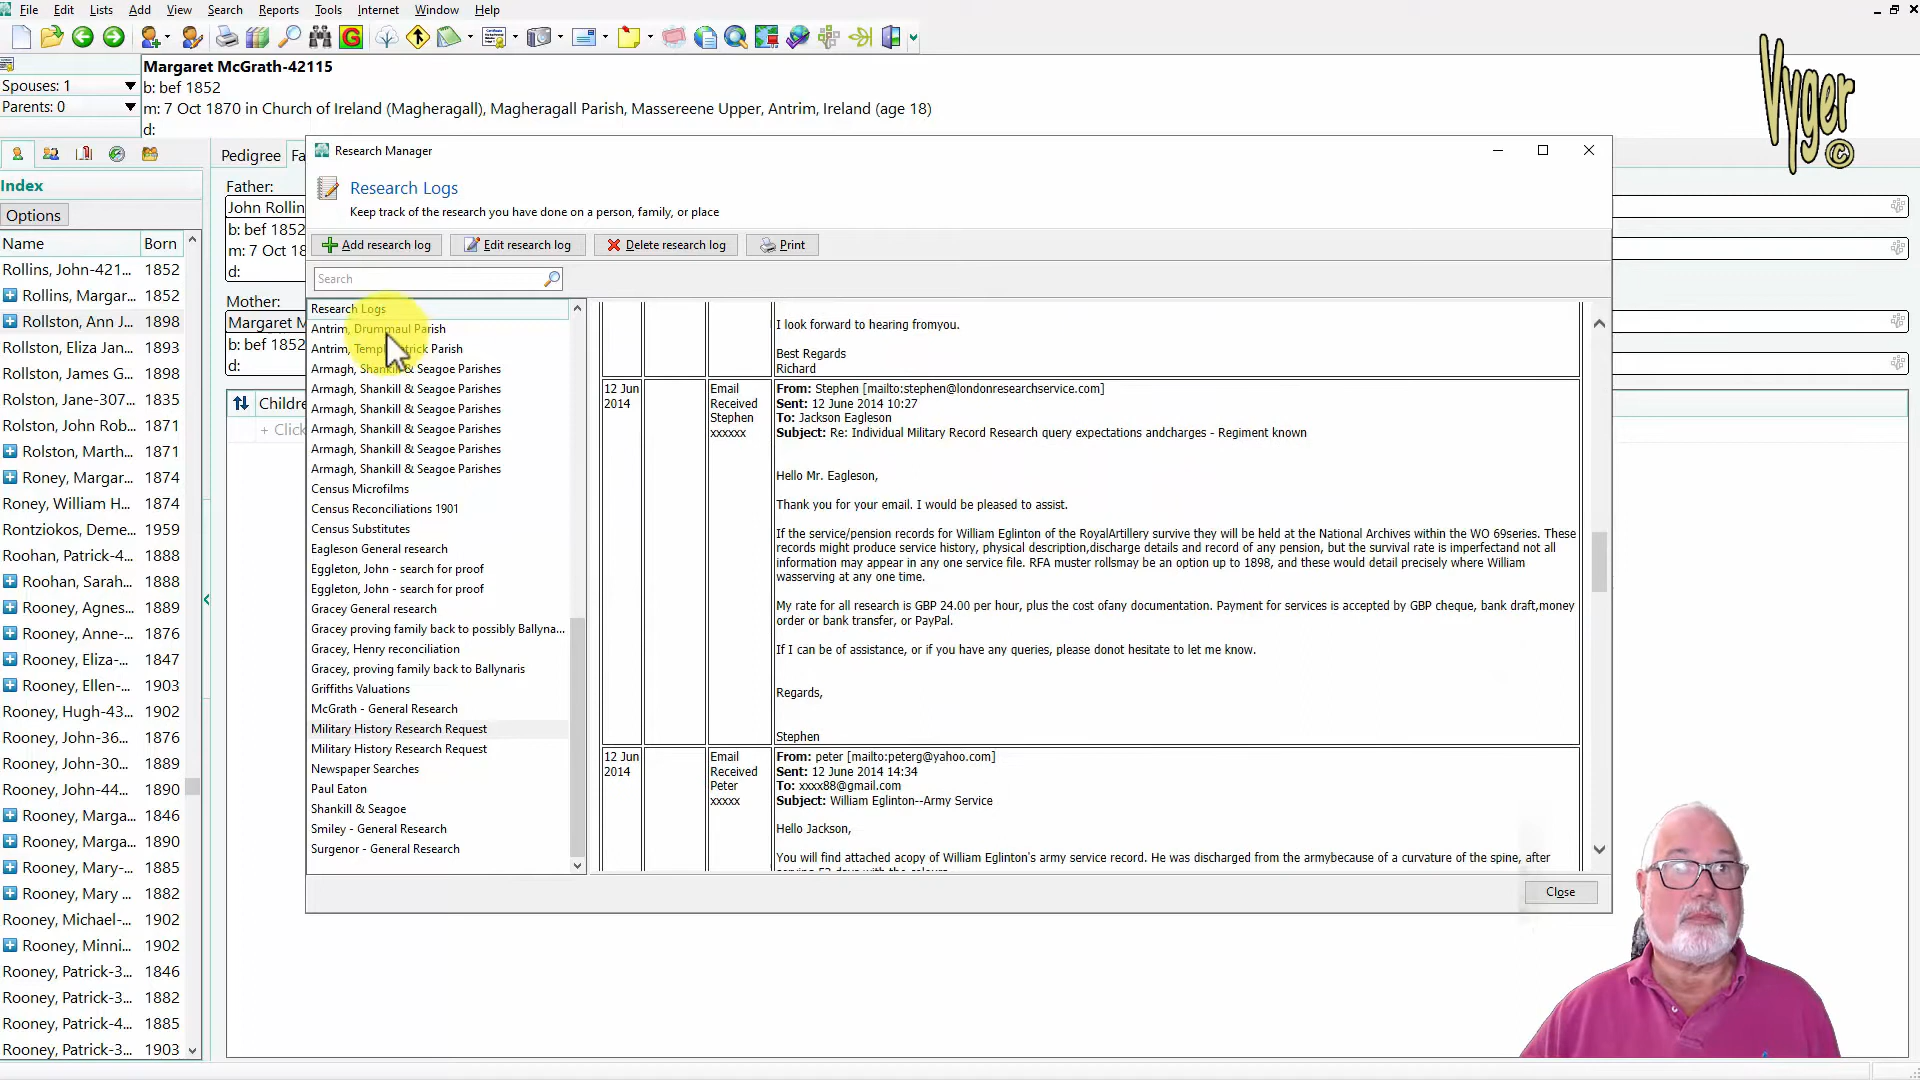 File Edit Lists Add View Search Reports Tools Internet Window Help
Margaret McGrath-42115
Spouses: 1
b: bef 1852
Parents: 0
m: 7 Oct 1870 in Church of Ireland (Magheragall), Magheragall Parish, Massereene Upper, Antrim, Ireland (age 18)
d:
Vyger ©
Index
Options
Name Born
Rollins, John-421... 1852
Rollins, Margar... 1852
Rollston, Ann J... 1898
Rollston, Eliza Jan... 1893
Rollston, James G... 1898
Rolston, Jane-307... 1835
Rolston, John Rob... 1871
Rolston, Marth... 1871
Roney, Margar... 1874
Roney, William H... 1874
Rontziokos, Deme... 1959
Roohan, Patrick-4... 1888
Roohan, Sarah... 1888
Rooney, Agnes... 1889
Rooney, Anne-... 1876
Rooney, Eliza-... 1847
Rooney, Ellen-... 1903
Rooney, Hugh-43... 1902
Rooney, John-36... 1876
Rooney, John-30... 1889
Rooney, John-44... 1890
Rooney, Marga... 1846
Rooney, Marga... 1890
Rooney, Mary-... 1885
Rooney, Mary ... 1882
Rooney, Michael-... 1902
Rooney, Minni... 1902
Rooney, Patrick-3... 1846
Rooney, Patrick-3... 1882
Rooney, Patrick-4... 1885
Rooney, Patrick-3... 1903
Pedigree Fa
Father:
John Rollin
b: bef 1852
m: 7 Oct 18
d:
Mother:
Margaret M
b: bef 1852
d:
Childre
+ Click
Research Manager
Research Logs
Keep track of the research you have done on a person, family, or place
Add research log Edit research log Delete research log Print
Search
Research Logs
Antrim, Drummaul Parish
Antrim, Templepatrick Parish
Armagh, Shankill & Seagoe Parishes
Armagh, Shankill & Seagoe Parishes
Armagh, Shankill & Seagoe Parishes
Armagh, Shankill & Seagoe Parishes
Armagh, Shankill & Seagoe Parishes
Armagh, Shankill & Seagoe Parishes
Census Microfilms
Census Reconciliations 1901
Census Substitutes
Eagleson General research
Eggleton, John - search for proof
Eggleton, John - search for proof
Gracey General research
Gracey proving family back to possibly Ballyna...
Gracey, Henry reconciliation
Gracey, proving family back to Ballynaris
Griffiths Valuations
McGrath - General Research
Military History Research Request
Military History Research Request
Newspaper Searches
Paul Eaton
Shankill & Seagoe
Smiley - General Research
Surgenor - General Research
I look forward to hearing fromyou.
Best Regards
Richard
12 Jun
2014
Email
Received
Stephen
xxxxxx
From: Stephen [mailto:stephen@londonresearchservice.com]
Sent: 12 June 2014 10:27
To: Jackson Eagleson
Subject: Re: Individual Military Record Research query expectations andcharges - Regiment known
Hello Mr. Eagleson,
Thank you for your email. I would be pleased to assist.
If the service/pension records for William Eglinton of the RoyalArtillery survive they will be held at the National Archives within the WO 69series. These
records might produce service history, physical description,discharge details and record of any pension, but the survival rate is imperfectand not all
information may appear in any one service file. RFA muster rollsmay be an option up to 1898, and these would detail precisely where William
wasserving at any one time.
My rate for all research is GBP 24.00 per hour, plus the cost ofany documentation. Payment for services is accepted by GBP cheque, bank draft,money
order or bank transfer, or PayPal.
If I can be of assistance, or if you have any queries, please donot hesitate to let me know.
Regards,
Stephen
12 Jun
2014
Email
Received
Peter
xxxxx
From: peter [mailto:peterg@yahoo.com]
Sent: 12 June 2014 14:34
To: xxxx88@gmail.com
Subject: William Eglinton--Army Service
Hello Jackson,
You will find attached acopy of William Eglinton's army service record. He was discharged from the armybecause of a curvature of the spine, after
Close